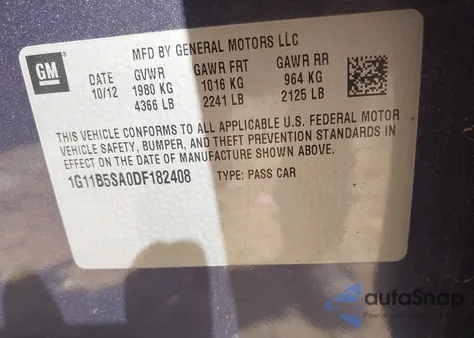 GM
MFD BY GENERAL MOTORS LLC
DATE GVWR GAWR FRT GAWR RR
10/12 1980 KG 1016 KG 964 KG
4366 LB 2241 LB 2125 LB
THIS VEHICLE CONFORMS TO ALL APPLICABLE U.S. FEDERAL MOTOR
VEHICLE SAFETY, BUMPER, AND THEFT PREVENTION STANDARDS IN
EFFECT ON THE DATE OF MANUFACTURE SHOWN ABOVE.
1G11B5SA0DF182408 TYPE: PASS CAR
autaSnap